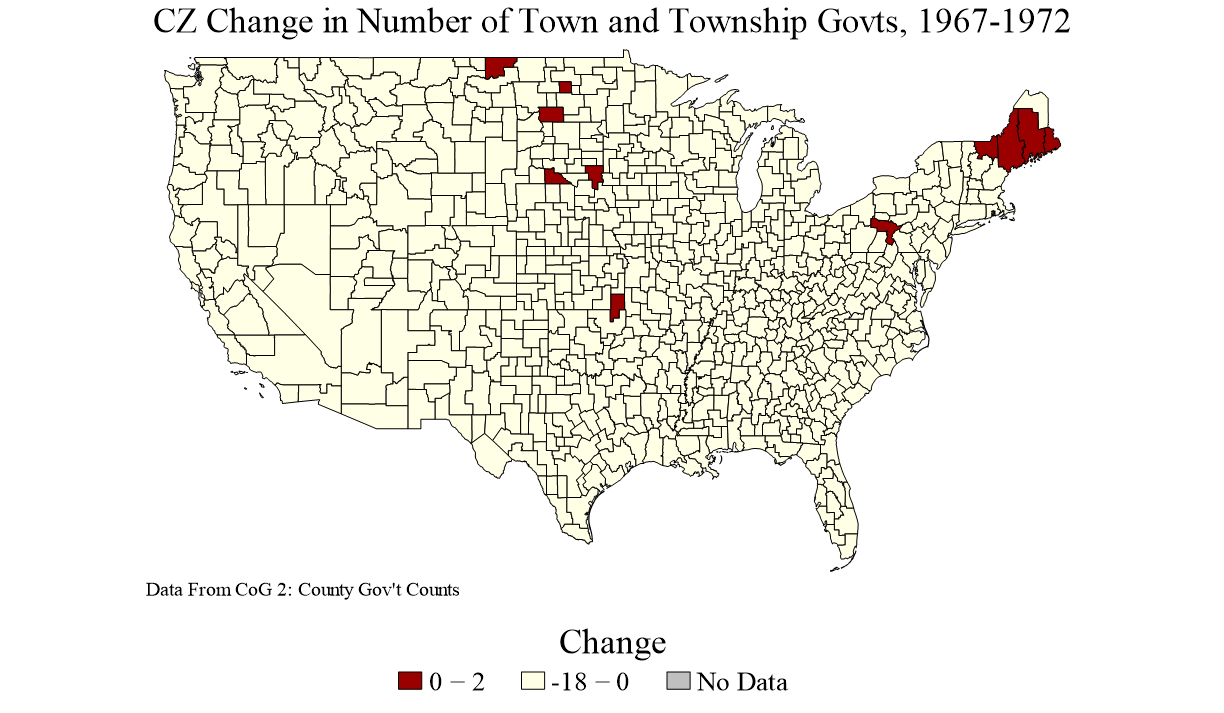 CZ Change in Number of Town and Township Govts, 1967-1972
Data From CoG 2: County Gov't Counts
Change
0 − 2 -18 − 0 No Data